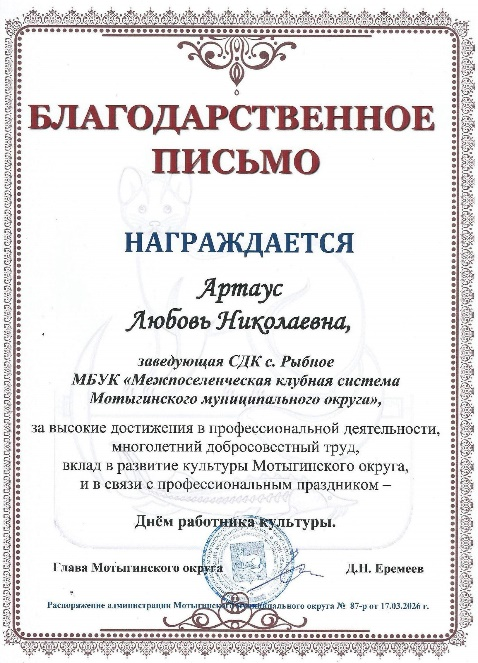 БЛАГОДАРСТВЕННОЕ
ПИСЬМО
НАГРАЖДАЕТСЯ
Артаус
Любовь Николаевна,
заведующая СДК с. Рыбное
МБУК «Межпоселенческая клубная система
Мотыгинского муниципального округа»,
за высокие достижения в профессиональной деятельности,
многолетний добросовестный труд,
вклад в развитие культуры Мотыгинского округа,
и в связи с профессиональным праздником –
Днём работника культуры.
Глава Мотыгинского округа Д.П. Еремеев
Распоряжение администрации Мотыгинского муниципального округа № 87-р от 17.03.2026 г.